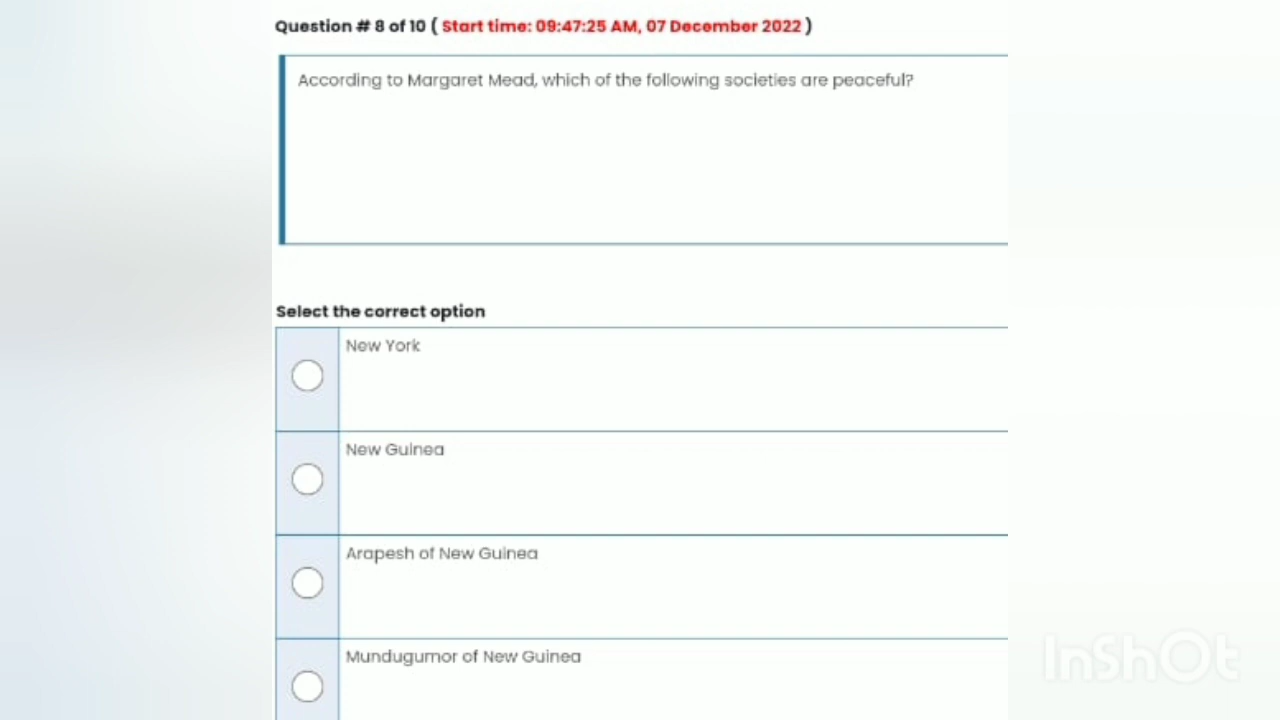 Question # 8 of 10 ( Start time: 09:47:25 AM, 07 December 2022 )
According to Margaret Mead, which of the following societies are peaceful?
Select the correct option
New York
New Guinea
Arapesh of New Guinea
Mundugumor of New Guinea
InShOt